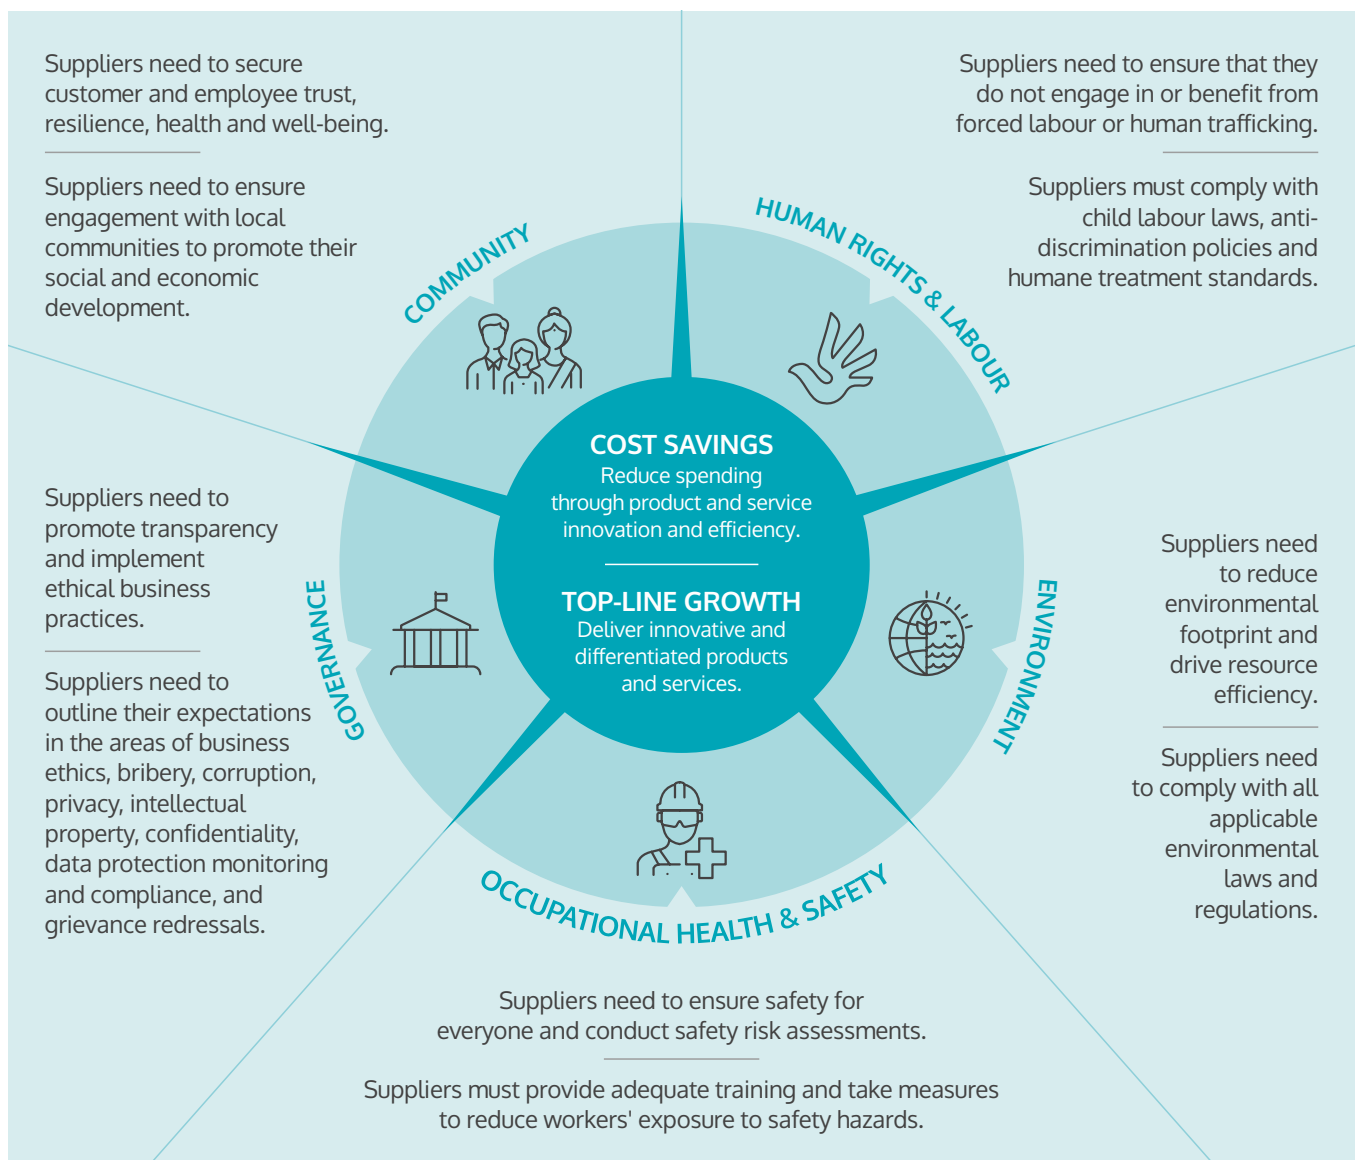 Suppliers need to secure
customer and employee trust,
resilience, health and well-being.
Suppliers need to ensure
engagement with local
communities to promote their
social and economic
development.
COMMUNITY
Suppliers need to ensure that they
do not engage in or benefit from
forced labour or human trafficking.
Suppliers must comply with
child labour laws, anti-
discrimination policies and
humane treatment standards.
HUMAN RIGHTS & LABOUR
COST SAVINGS
Reduce spending
through product and service
innovation and efficiency.
TOP-LINE GROWTH
Deliver innovative and
differentiated products
and services.
Suppliers need to
promote transparency
and implement
ethical business
practices.
Suppliers need to
outline their expectations
in the areas of business
ethics, bribery, corruption,
privacy, intellectual
property, confidentiality,
data protection monitoring
and compliance, and
grievance redressals.
GOVERNANCE
ENVIRONMENT
Suppliers need
to reduce
environmental
footprint and
drive resource
efficiency.
Suppliers need
to comply with all
applicable
environmental
laws and
regulations.
OCCUPATIONAL HEALTH & SAFETY
Suppliers need to ensure safety for
everyone and conduct safety risk assessments.
Suppliers must provide adequate training and take measures
to reduce workers' exposure to safety hazards.